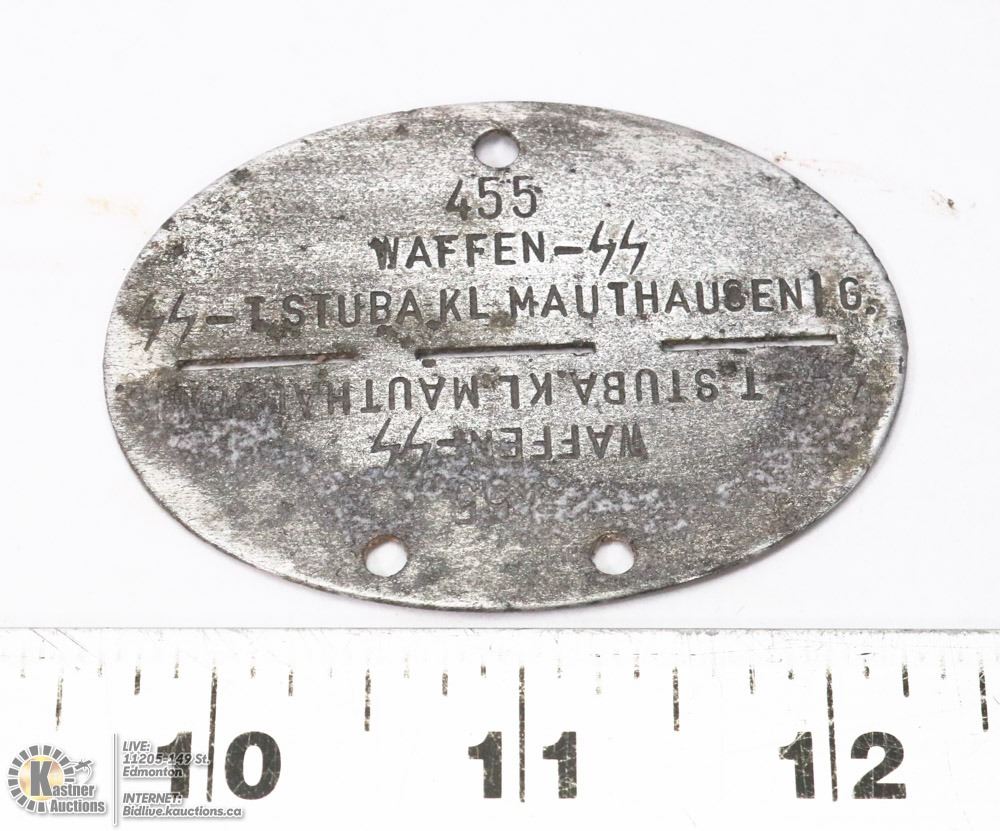 455
WAFFEN-ᛋᛋ
ᛋᛋ-T.STUBA.KL.MAUTHAUSEN/G.
T.STUBA.KL.MAUTHAUSEN
WAFFEN-ᛋᛋ
10 11 12
Kastner
Auctions
LIVE:
11205-149 St.
Edmonton
INTERNET:
Bidlive.kauctions.ca